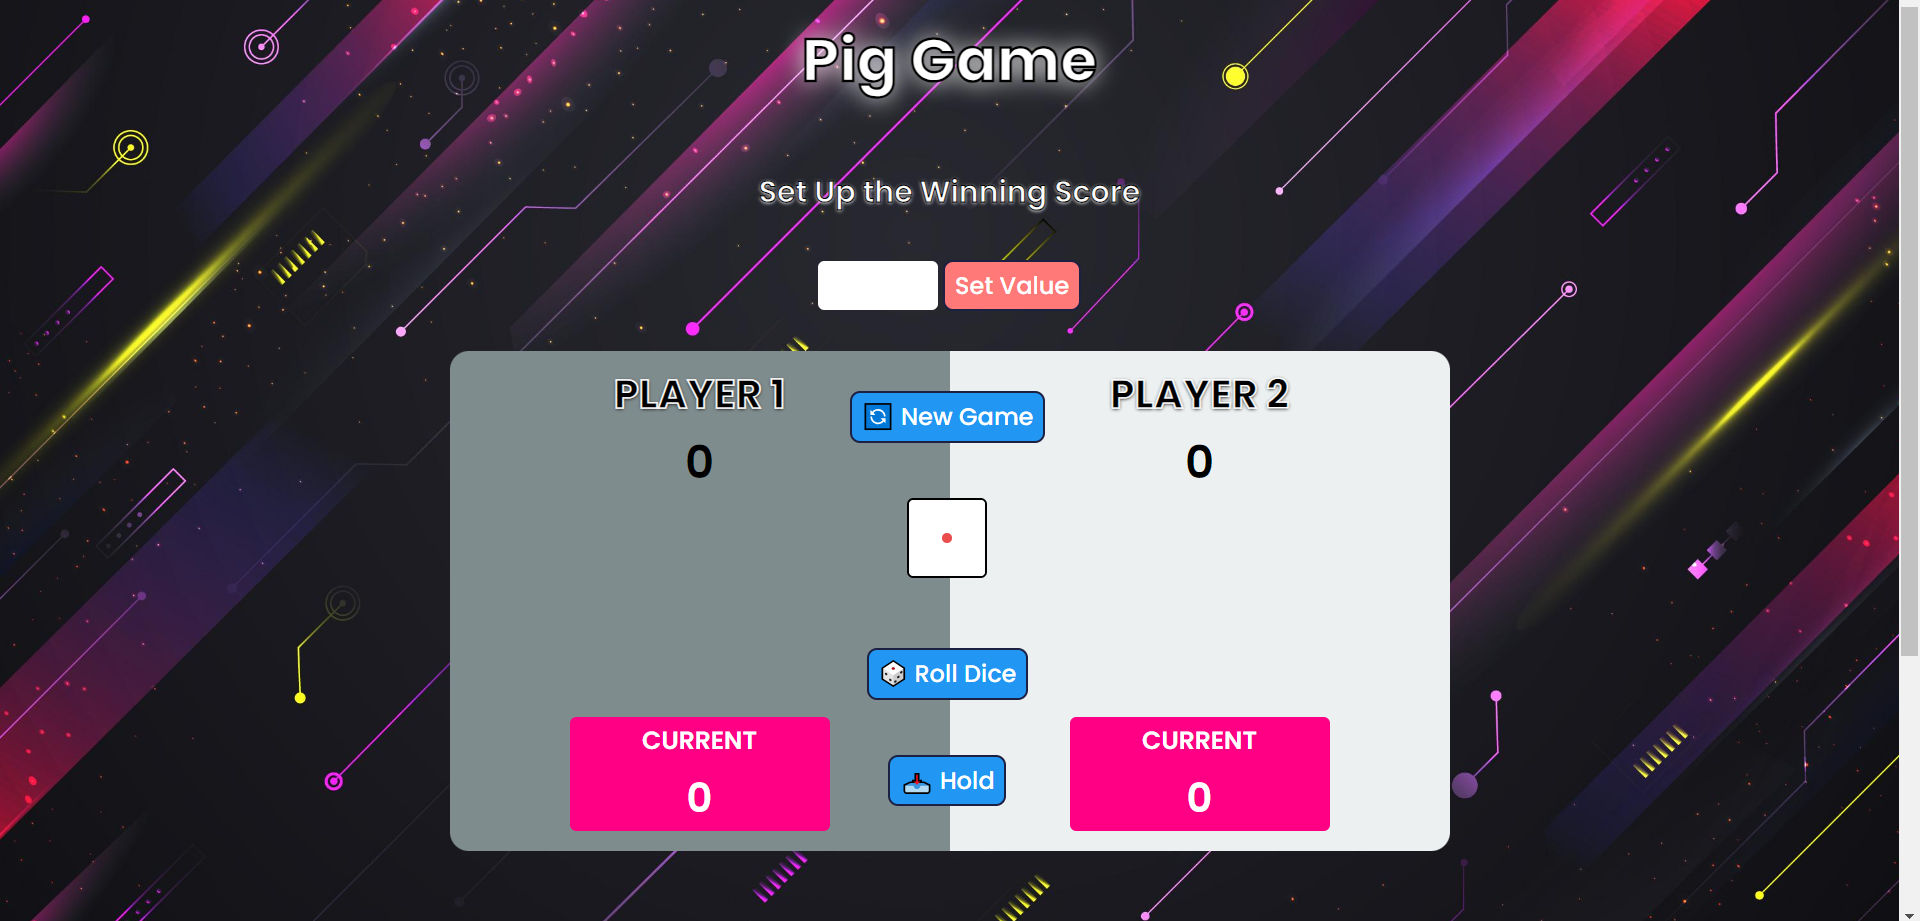 Pig Game
Set Up the Winning Score
Set Value
PLAYER 1
New Game
PLAYER 2
0
0
Roll Dice
CURRENT
0
Hold
CURRENT
0